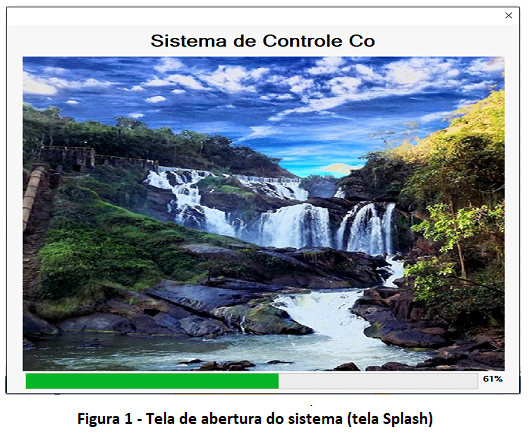 Sistema de Controle Co
61%
Figura 1 - Tela de abertura do sistema (tela Splash)